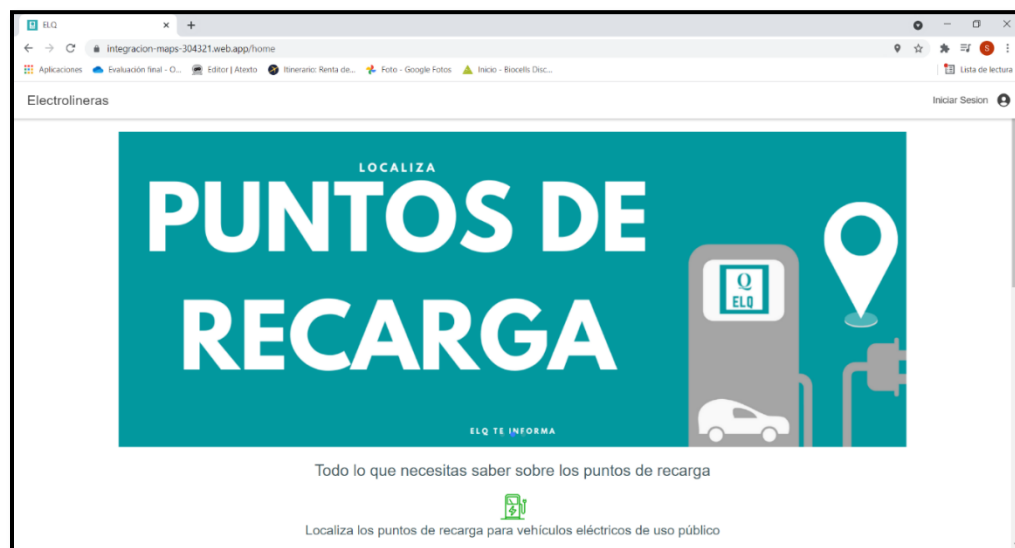 ELQ
integracion-maps-304321.web.app/home
S
Aplicaciones Evaluación final - O... Editor | Atexto Itinerario: Renta de... Foto - Google Fotos Inicio - Biocells Disc... Lista de lectura
Electrolineras Iniciar Sesion
LOCALIZA
PUNTOS DE
RECARGA
Q
ELQ
ELQ TE INFORMA
Todo lo que necesitas saber sobre los puntos de recarga
Localiza los puntos de recarga para vehículos eléctricos de uso público